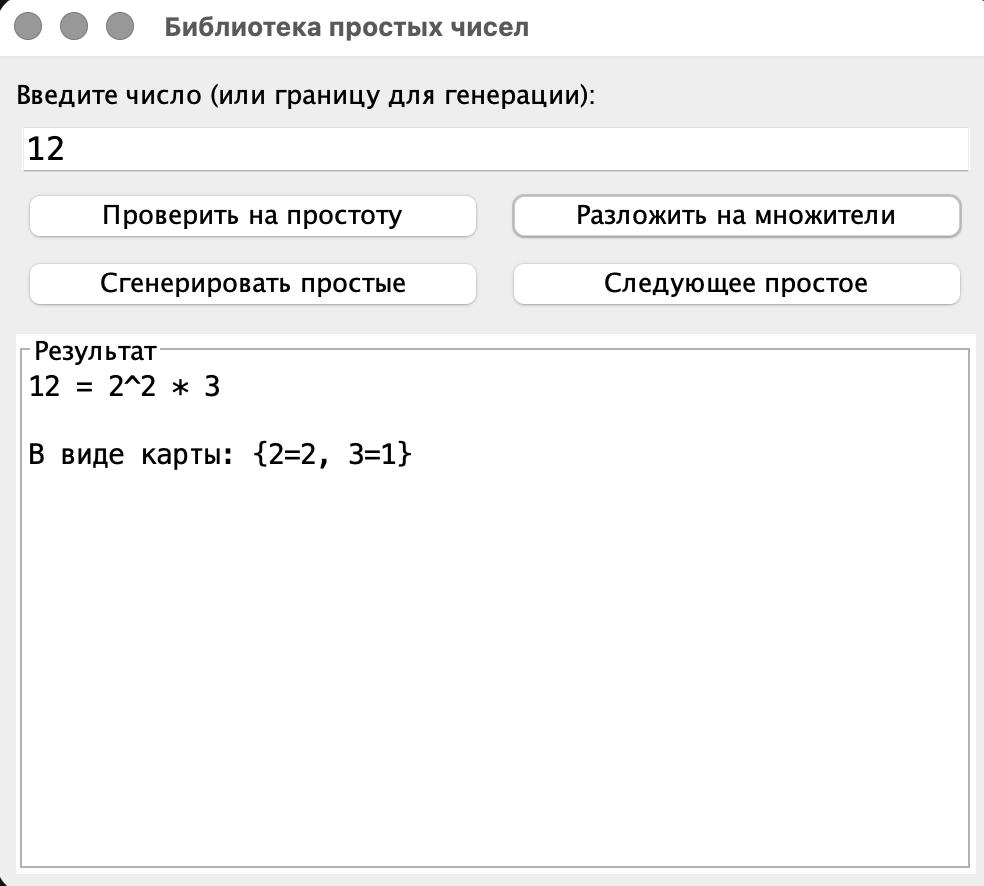 Библиотека простых чисел
Введите число (или границу для генерации):
12
Проверить на простоту
Разложить на множители
Сгенерировать простые
Следующее простое
Результат
12 = 2^2 * 3
В виде карты: {2=2, 3=1}